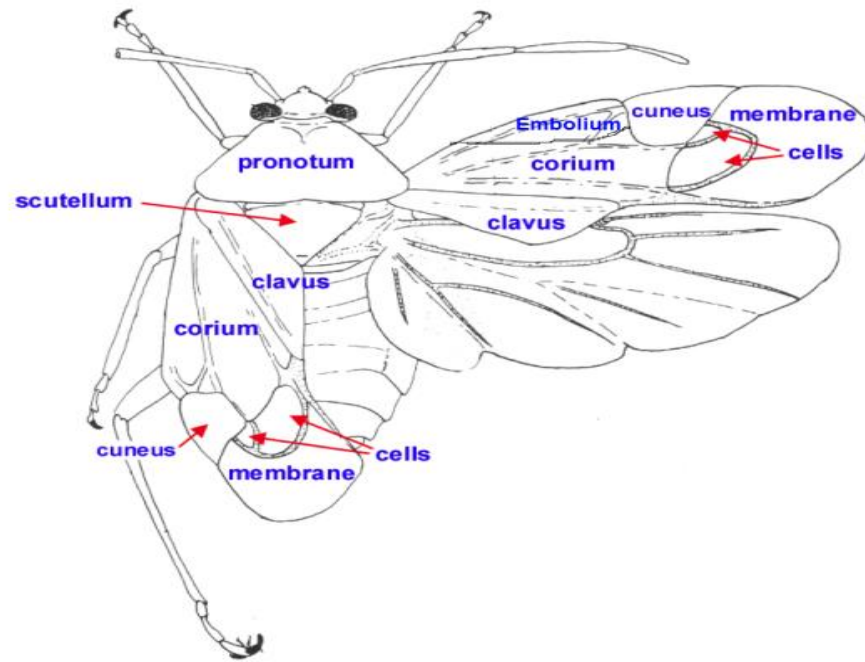 cuneus
membrane
Embolium
cells
pronotum
corium
scutellum
clavus
clavus
corium
cuneus
cells
membrane